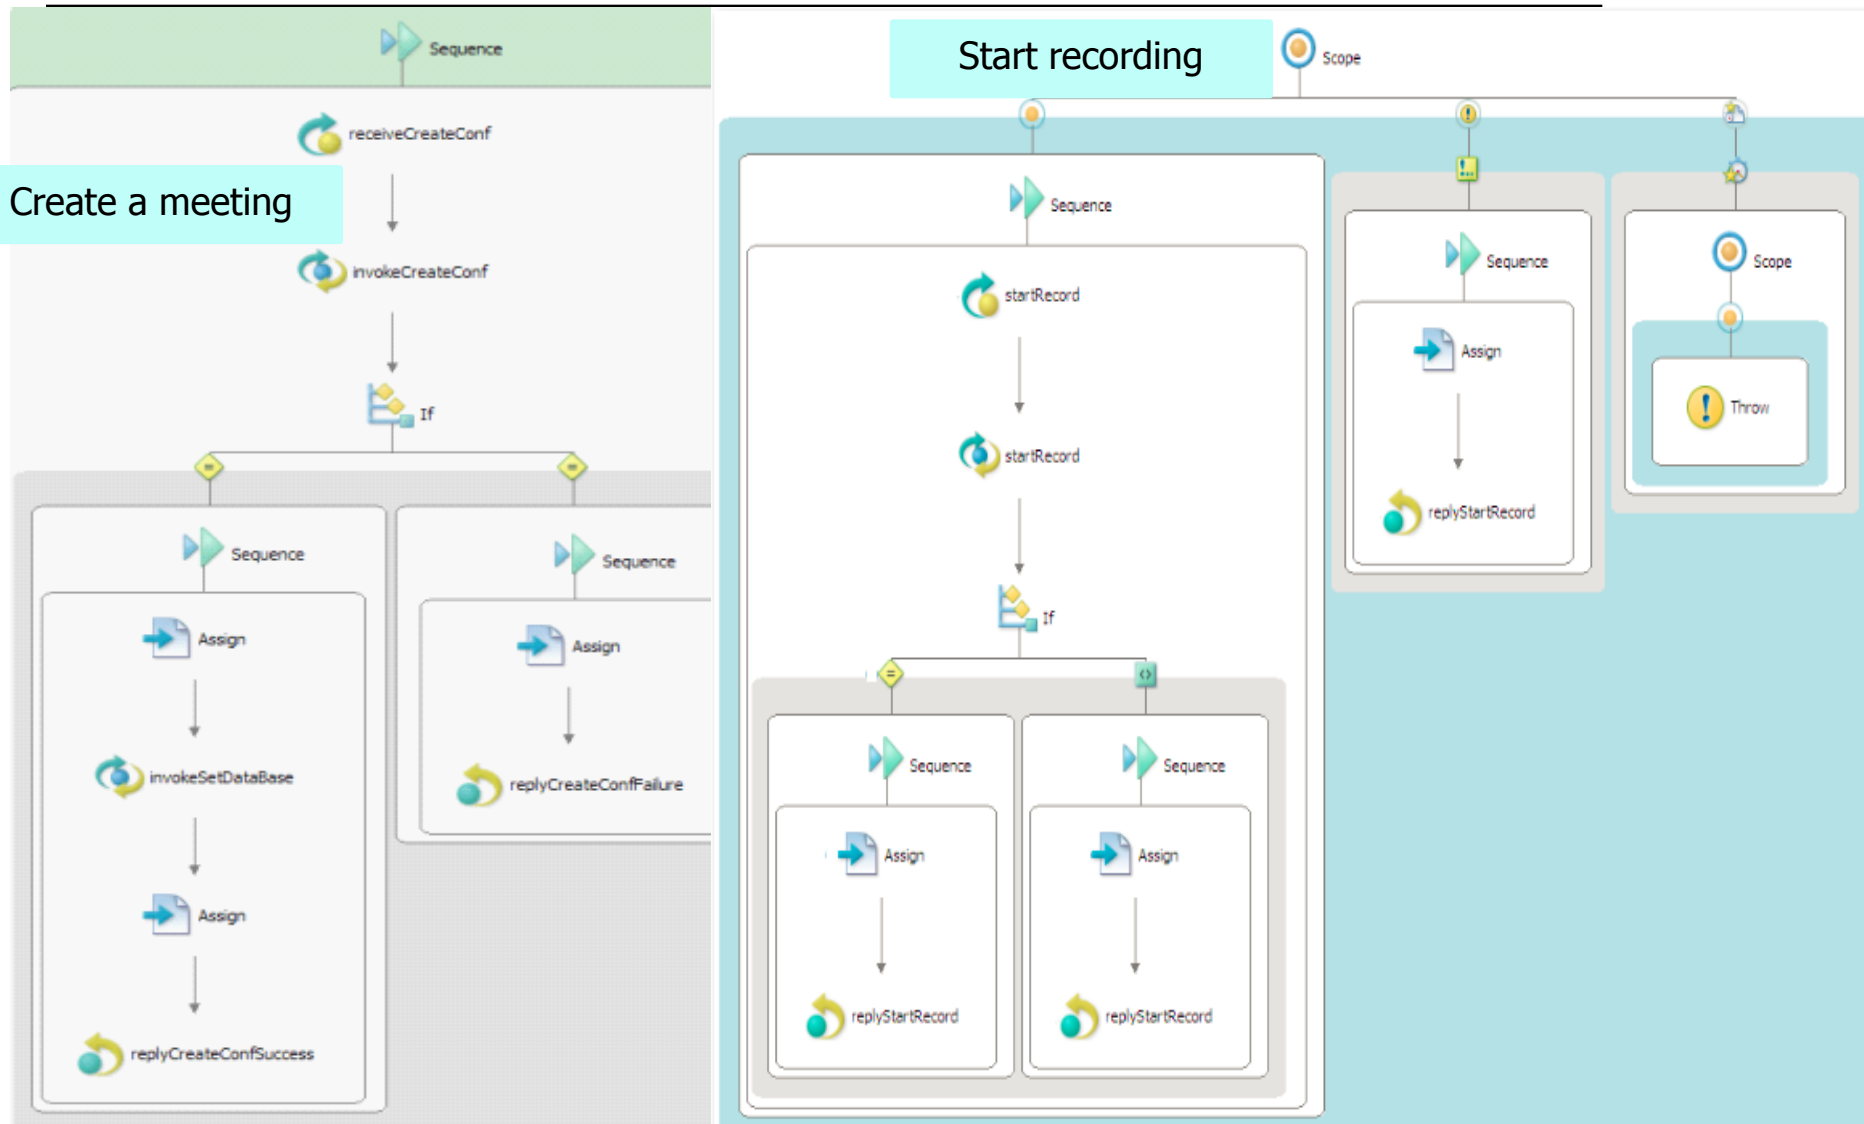 Sequence
receiveCreateConf
Create a meeting
invokeCreateConf
If
Sequence
Assign
invokeSetDataBase
Assign
replyCreateConfSuccess
Sequence
Assign
replyCreateConfFailure
Start recording
Scope
Sequence
startRecord
startRecord
If
Sequence
Assign
replyStartRecord
Sequence
Assign
replyStartRecord
Sequence
Assign
replyStartRecord
Scope
Throw